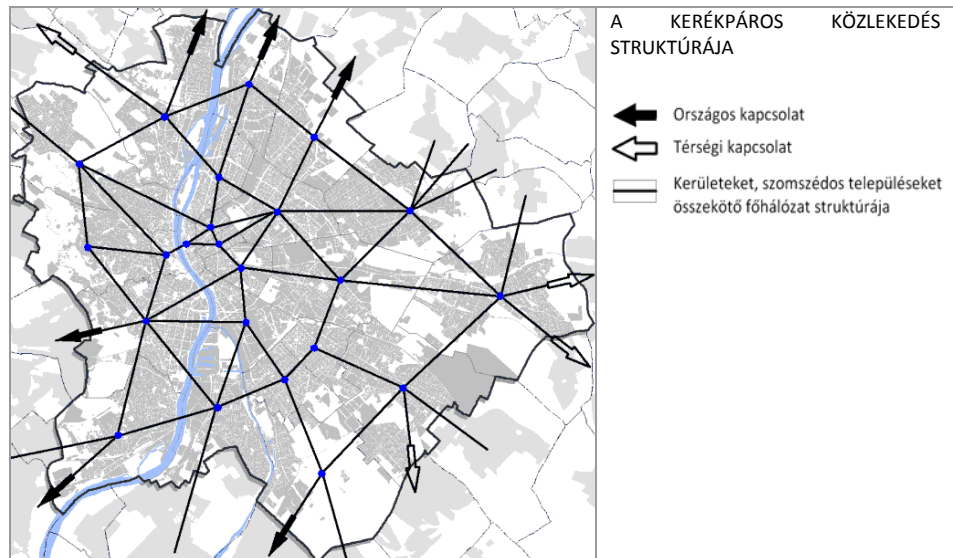 A KERÉKPÁROS KÖZLEKEDÉS
STRUKTÚRÁJA
Országos kapcsolat
Térségi kapcsolat
Kerületeket, szomszédos településeket
összekötő főhálózat struktúrája